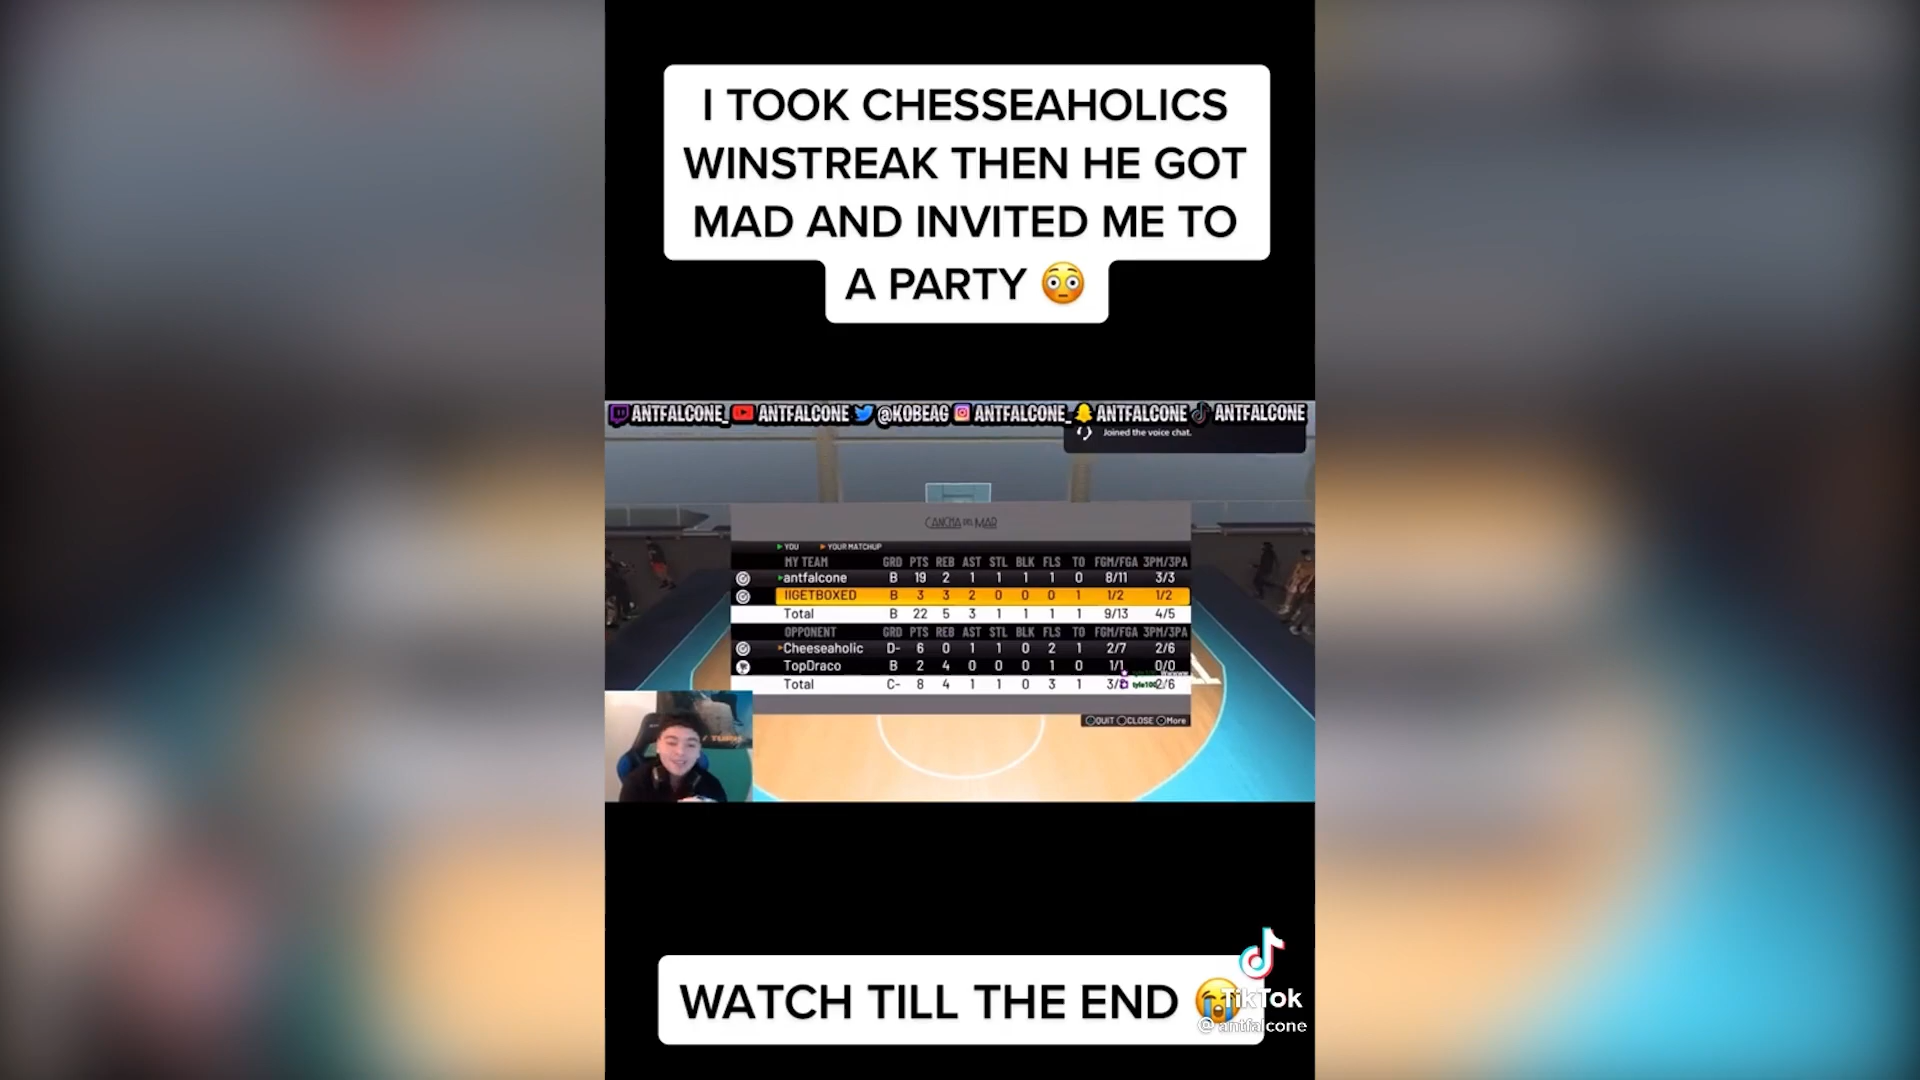 I TOOK CHESSEAHOLICS
WINSTREAK THEN HE GOT
MAD AND INVITED ME TO
A PARTY 😳
ANTFALCONE_ ANTFALCONE @KOBEAG ANTFALCONE_ ANTFALCONE ANTFALCONE
Joined the voice chat.
CANCHA DEL MAR
YOU YOUR MATCHUP
MY TEAM GRD PTS REB AST STL BLK FLS TO FGM/FGA 3PM/3PA
antfalcone B 19 2 1 1 1 1 0 8/11 3/3
IIGETBOXED B 3 3 2 0 0 0 1 1/2 1/2
Total B 22 5 3 1 1 1 1 9/13 4/5
OPPONENT GRD PTS REB AST STL BLK FLS TO FGM/FGA 3PM/3PA
Cheeseaholic D- 6 0 1 1 0 2 1 2/7 2/6
TopDraco B 2 4 0 0 0 1 0 1/1 0/0
Total C- 8 4 1 1 0 3 1 2/6
QUIT CLOSE More
WATCH TILL THE END 😭
TikTok
@antfalcone